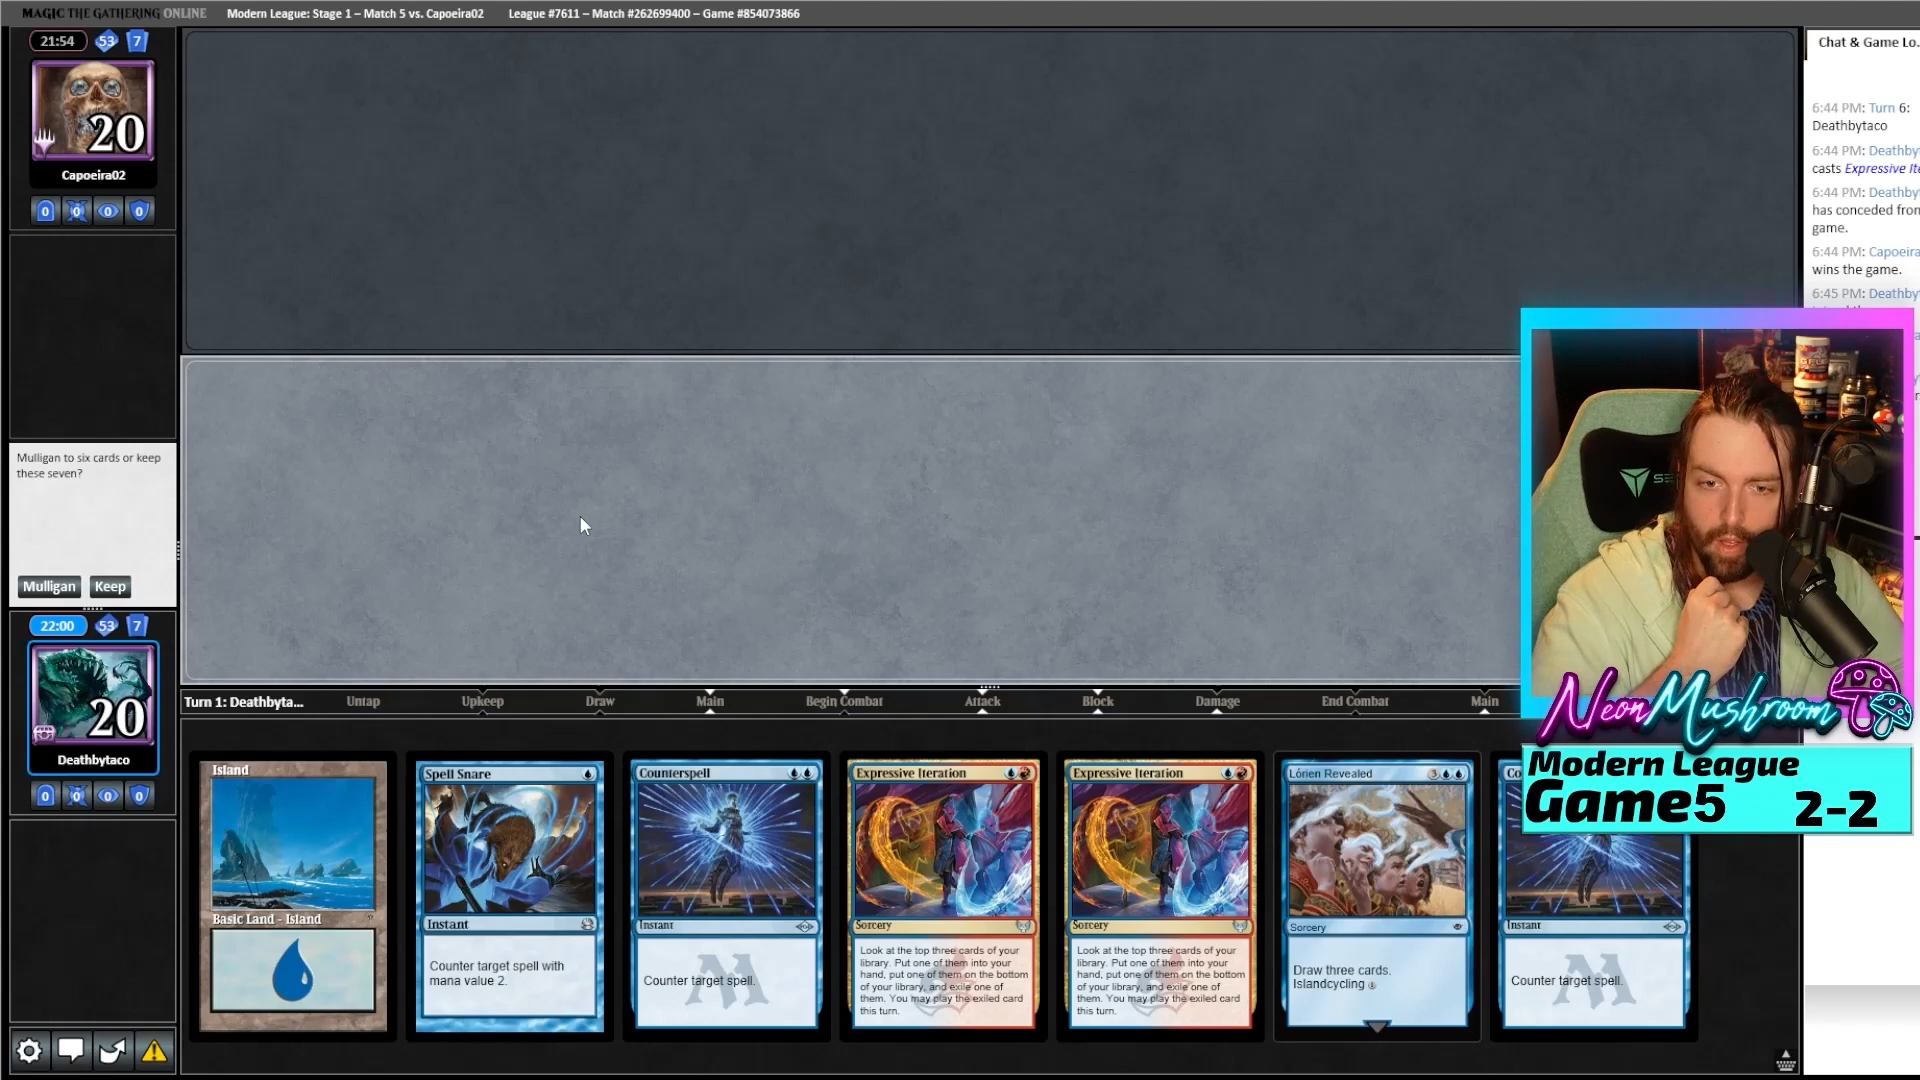 MAGIC THE GATHERING ONLINE
Modern League: Stage 1 – Match 5 vs. Capoeira02
League #7611 – Match #262699400 – Game #854073866
21:54
53
7
20
Capoeira02
0
0
0
0
Mulligan to six cards or keep
these seven?
Mulligan
Keep
22:00
53
7
20
Deathbytaco
0
0
0
0
Turn 1: Deathbyta...
Untap
Upkeep
Draw
Main
Begin Combat
Attack
Block
Damage
End Combat
Main
Island
Basic Land - Island
Spell Snare
Instant
Counter target spell with
mana value 2.
Counterspell
Instant
Counter target spell.
Expressive Iteration
Sorcery
Look at the top three cards of your
library. Put one of them into your
hand, put one of them on the bottom
of your library, and exile one of
them. You may play the exiled card
this turn.
Expressive Iteration
Sorcery
Look at the top three cards of your
library. Put one of them into your
hand, put one of them on the bottom
of your library, and exile one of
them. You may play the exiled card
this turn.
Lórien Revealed
3
Sorcery
Draw three cards.
Islandcycling
Co
Instant
Counter target spell.
Chat & Game Lo...
6:44 PM: Turn 6:
Deathbytaco
6:44 PM: Deathby
casts Expressive Ite
6:44 PM: Deathby
has conceded from
game.
6:44 PM: Capoeira
wins the game.
6:45 PM: Deathby
NeonMushroom
Modern League
Game5 2-2